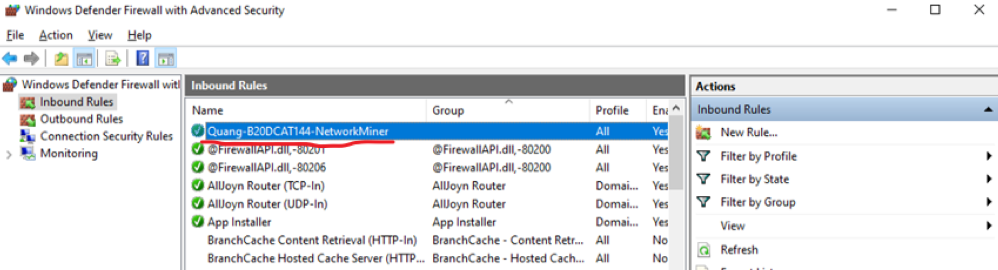 Windows Defender Firewall with Advanced Security
File Action View Help
Windows Defender Firewall witl
Inbound Rules
Outbound Rules
Connection Security Rules
Monitoring
Inbound Rules
Name Group Profile Ena
Quang-B20DCAT144-NetworkMiner All Yes
@FirewallAPI.dll,-80201 @FirewallAPI.dll,-80200 All Yes
@FirewallAPI.dll,-80206 @FirewallAPI.dll,-80200 All Yes
AllJoyn Router (TCP-In) AllJoyn Router Domai... Yes
AllJoyn Router (UDP-In) AllJoyn Router Domai... Yes
App Installer App Installer Domai... Yes
BranchCache Content Retrieval (HTTP-In) BranchCache - Content Retr... All No
BranchCache Hosted Cache Server (HTTP... BranchCache - Hosted Cach... All No
Actions
Inbound Rules
New Rule...
Filter by Profile
Filter by State
Filter by Group
View
Refresh